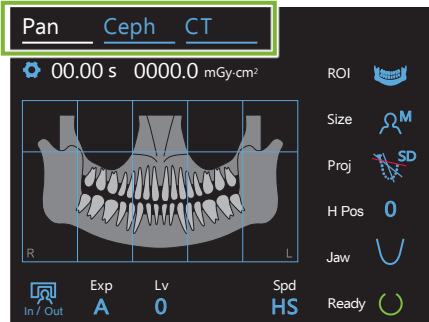 Pan Ceph CT
00.00 s 0000.0 mGy·cm²
ROI
Size M
Proj SD
H Pos 0
R L
Jaw
In / Out
Exp Lv Spd
A 0 HS
Ready